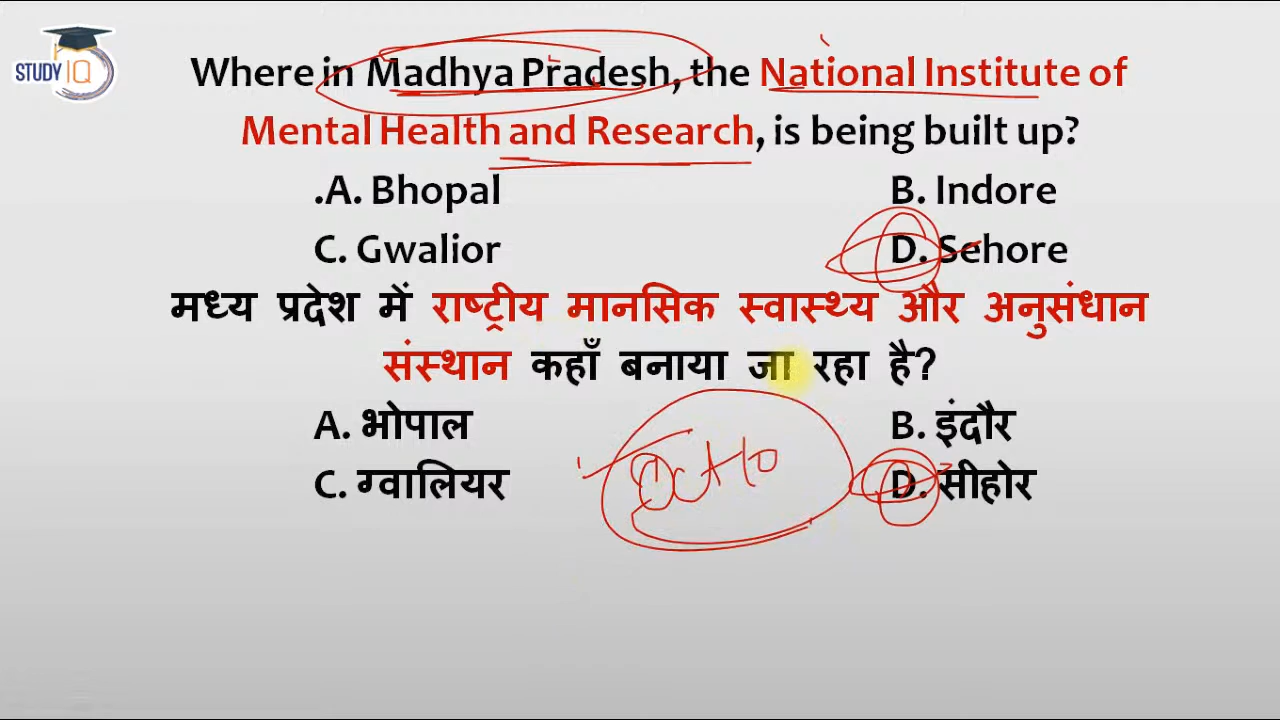 STUDY IQ
Where in Madhya Pradesh, the National Institute of
Mental Health and Research, is being built up?
.A. Bhopal B. Indore
C. Gwalior D. Sehore
मध्य प्रदेश में राष्ट्रीय मानसिक स्वास्थ्य और अनुसंधान
संस्थान कहाँ बनाया जा रहा है?
A. भोपाल B. इंदौर
C. ग्वालियर D. सीहोर